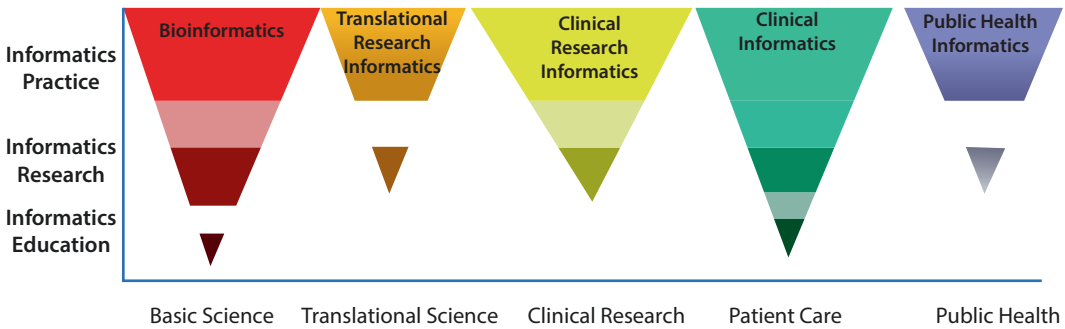 Bioinformatics
Translational
Research
Informatics
Clinical
Research
Informatics
Clinical
Informatics
Public Health
Informatics
Informatics
Practice
Informatics
Research
Informatics
Education
Basic Science
Translational Science
Clinical Research
Patient Care
Public Health